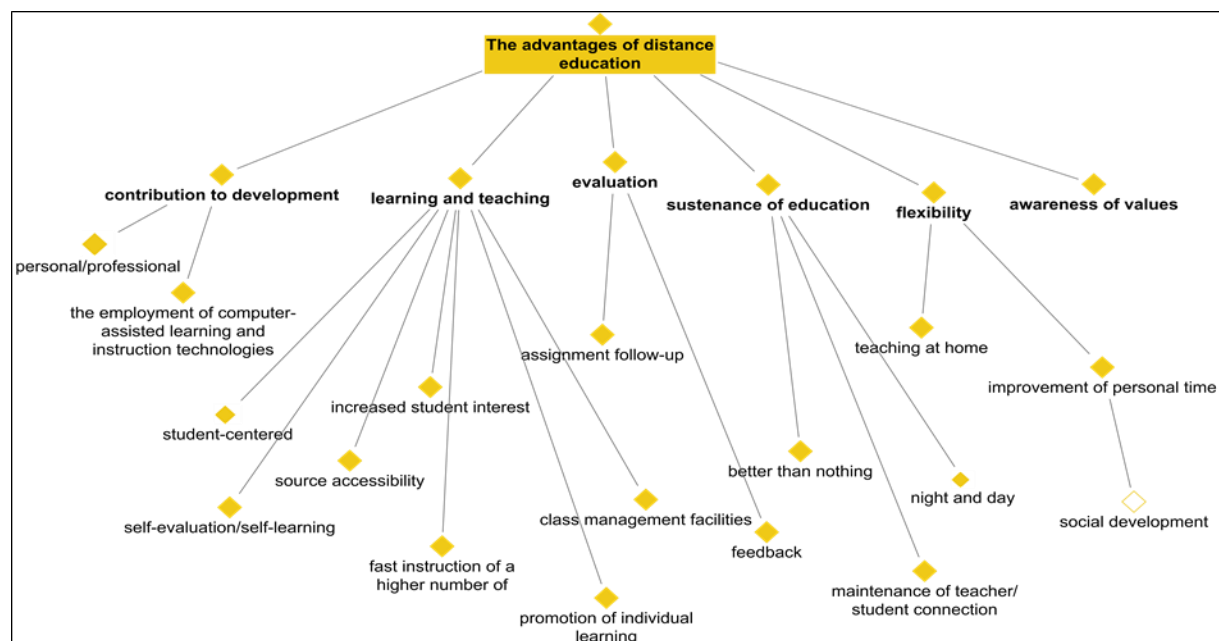 The advantages of distance
education
contribution to development
learning and teaching
evaluation
sustenance of education
flexibility
awareness of values
personal/professional
the employment of computer-
assisted learning and
instruction technologies
student-centered
self-evaluation/self-learning
source accessibility
increased student interest
fast instruction of a
higher number of
promotion of individual
learning
class management facilities
assignment follow-up
feedback
better than nothing
maintenance of teacher/
student connection
night and day
teaching at home
improvement of personal time
social development